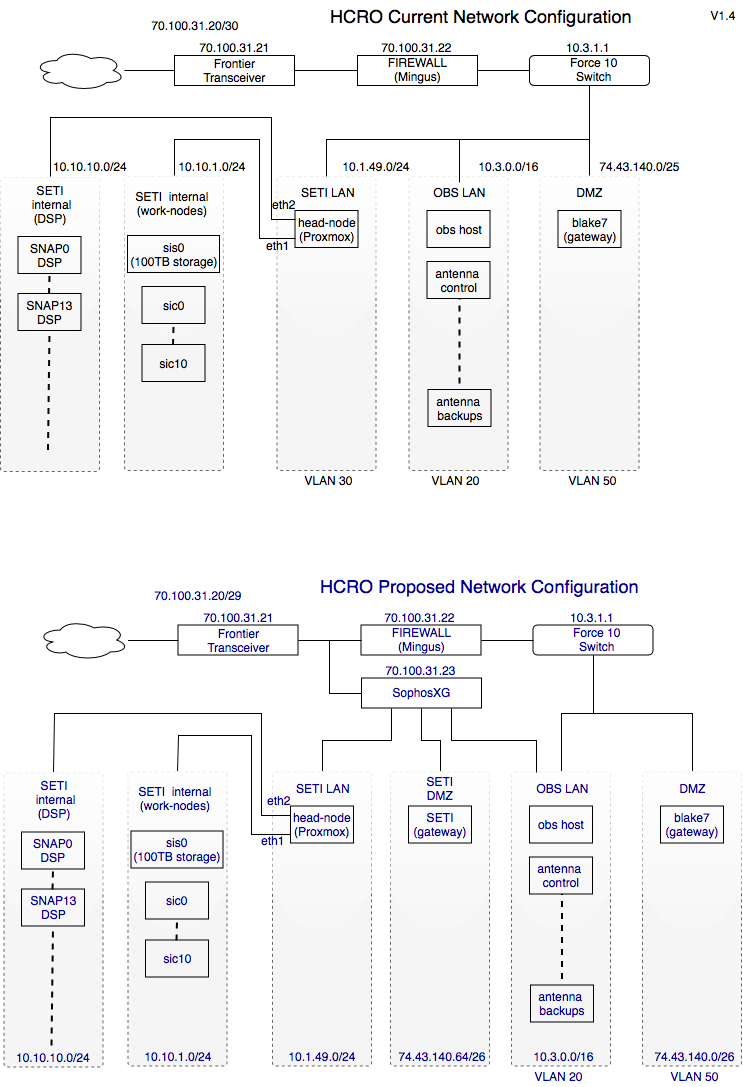 HCRO Current Network Configuration
V1.4
70.100.31.20/30
70.100.31.21
70.100.31.22
10.3.1.1
Frontier
Transceiver
FIREWALL
(Mingus)
Force 10
Switch
10.10.10.0/24
10.10.1.0/24
10.1.49.0/24
10.3.0.0/16
74.43.140.0/25
SETI
internal
(DSP)
SETI internal
(work-nodes)
SETI LAN
OBS LAN
DMZ
eth2
eth1
SNAP0
DSP
SNAP13
DSP
sis0
(100TB storage)
sic0
sic10
head-node
(Proxmox)
obs host
antenna
control
antenna
backups
blake7
(gateway)
VLAN 30
VLAN 20
VLAN 50
HCRO Proposed Network Configuration
70.100.31.20/29
70.100.31.21
70.100.31.22
10.3.1.1
Frontier
Transceiver
FIREWALL
(Mingus)
Force 10
Switch
70.100.31.23
SophosXG
SETI
internal
(DSP)
SETI internal
(work-nodes)
SETI LAN
SETI
DMZ
OBS LAN
DMZ
eth2
eth1
SNAP0
DSP
SNAP13
DSP
sis0
(100TB storage)
sic0
sic10
head-node
(Proxmox)
SETI
(gateway)
obs host
antenna
control
antenna
backups
blake7
(gateway)
10.10.10.0/24
10.10.1.0/24
10.1.49.0/24
74.43.140.64/26
10.3.0.0/16
74.43.140.0/26
VLAN 20
VLAN 50